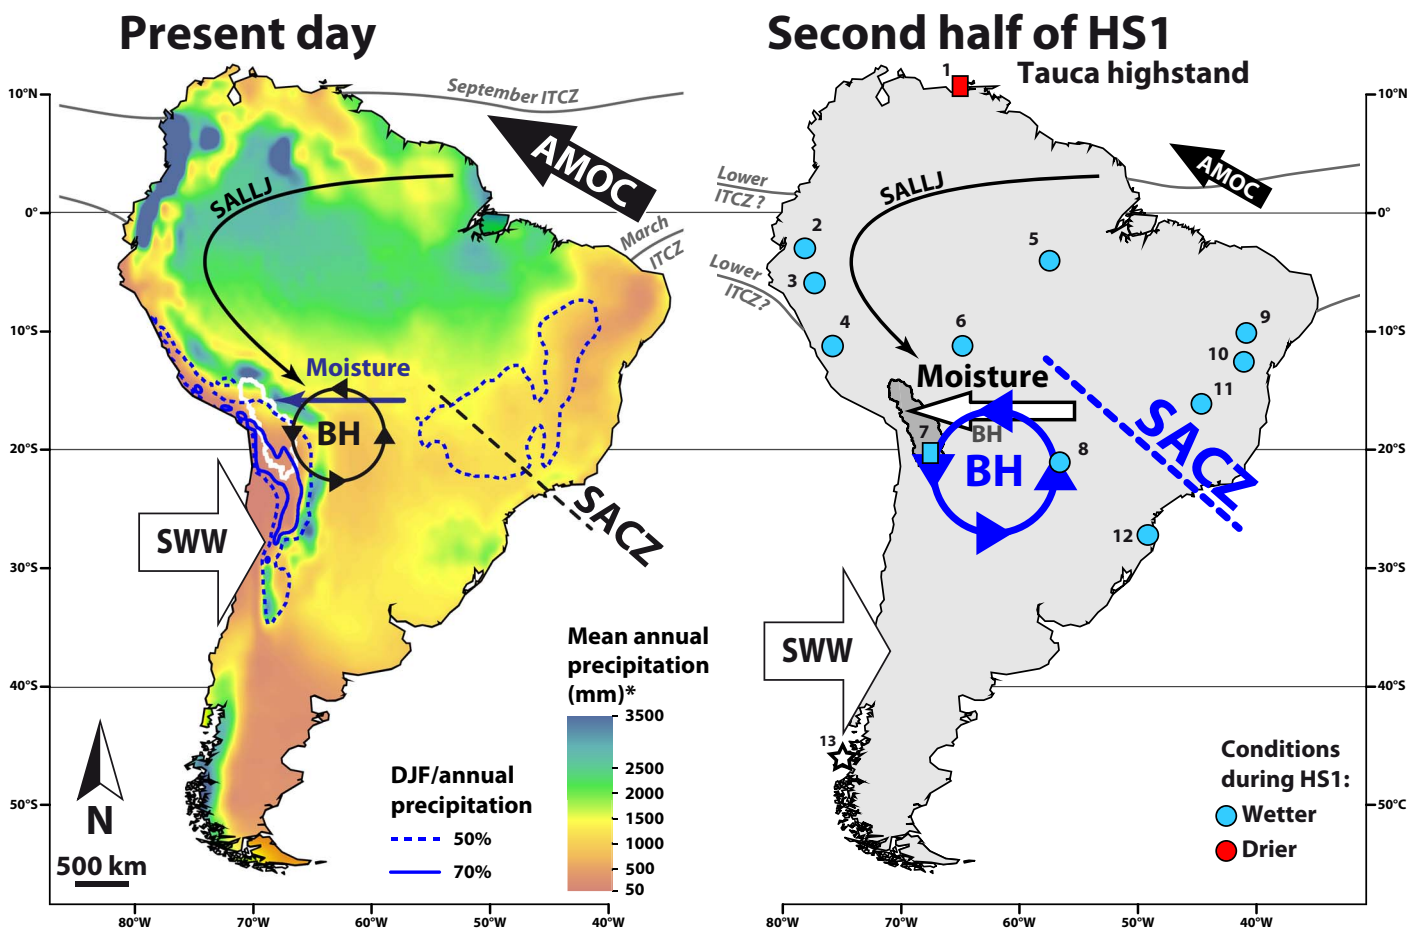 Present day
Second half of HS1
Tauca highstand
10°N
0°
10°S
20°S
30°S
40°S
50°S
September ITCZ
AMOC
SALLJ
March
ITCZ
Moisture
BH
SACZ
SWW
N
500 km
DJF/annual
precipitation
50%
70%
Mean annual
precipitation
(mm)*
3500
2500
2000
1500
1000
500
50
80°W
70°W
60°W
50°W
40°W
1
Lower
ITCZ ?
SALLJ
AMOC
2
3
Lower
ITCZ?
4
5
6
9
10
11
Moisture
7
BH
BH
8
SACZ
12
SWW
13
Conditions
during HS1:
Wetter
Drier
10°N
0°
10°S
20°S
30°S
40°S
50°C
80°W
70°W
60°W
50°W
40°W